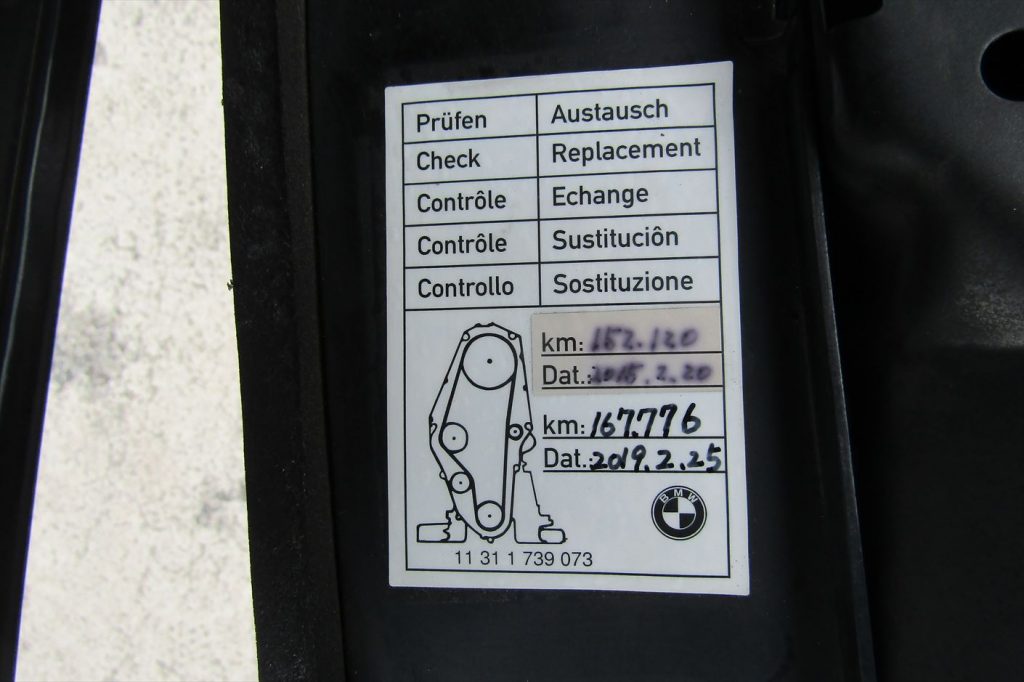 Prüfen Austausch
Check Replacement
Contrôle Echange
Contrôle Sustituciôn
Controllo Sostituzione
km: 152.120
Dat.: 2015.2.20
km: 167.776
Dat.: 2019.2.25
BMW
11 31 1 739 073